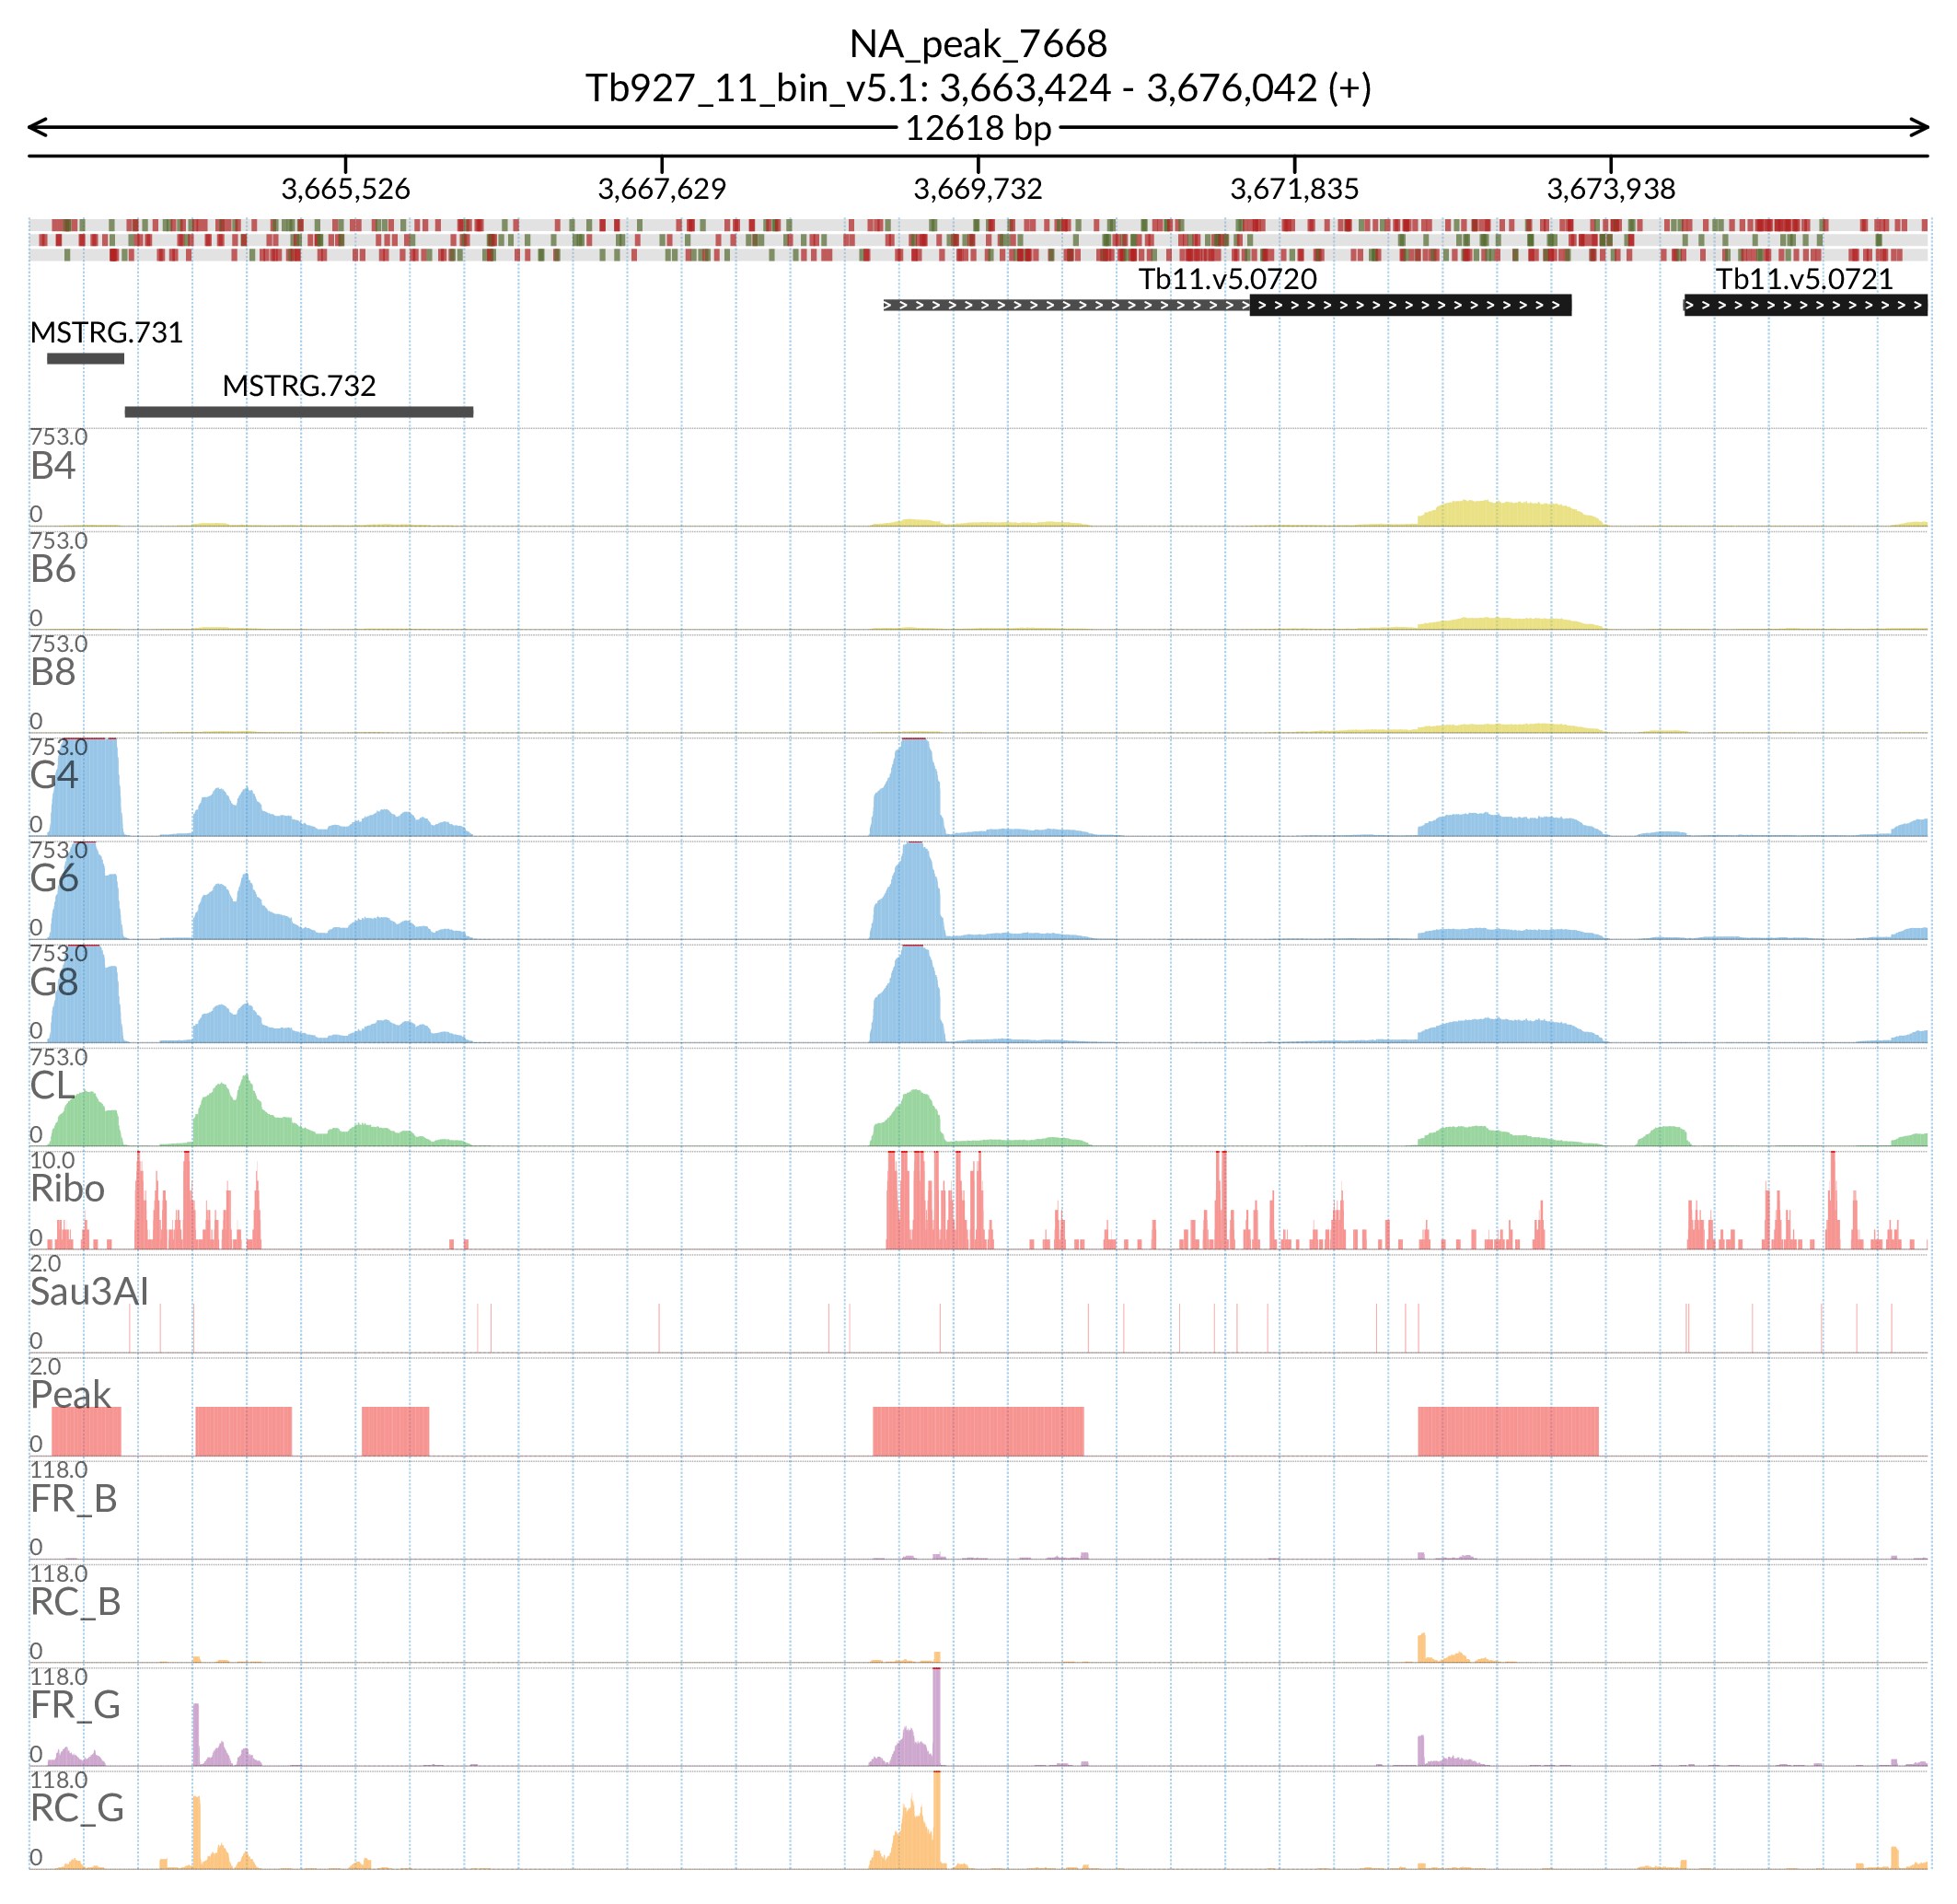 NA_peak_7668
Tb927_11_bin_v5.1: 3,663,424 - 3,676,042 (+)
12618 bp
3,665,526 3,667,629 3,669,732 3,671,835 3,673,938
Tb11.v5.0720 Tb11.v5.0721
MSTRG.731
MSTRG.732
753.0
B4
0
753.0
B6
0
753.0
B8
0
753.0
G4
0
753.0
G6
0
753.0
G8
0
753.0
CL
0
10.0
Ribo
0
2.0
Sau3AI
0
2.0
Peak
0
118.0
FR_B
0
118.0
RC_B
0
118.0
FR_G
0
118.0
RC_G
0